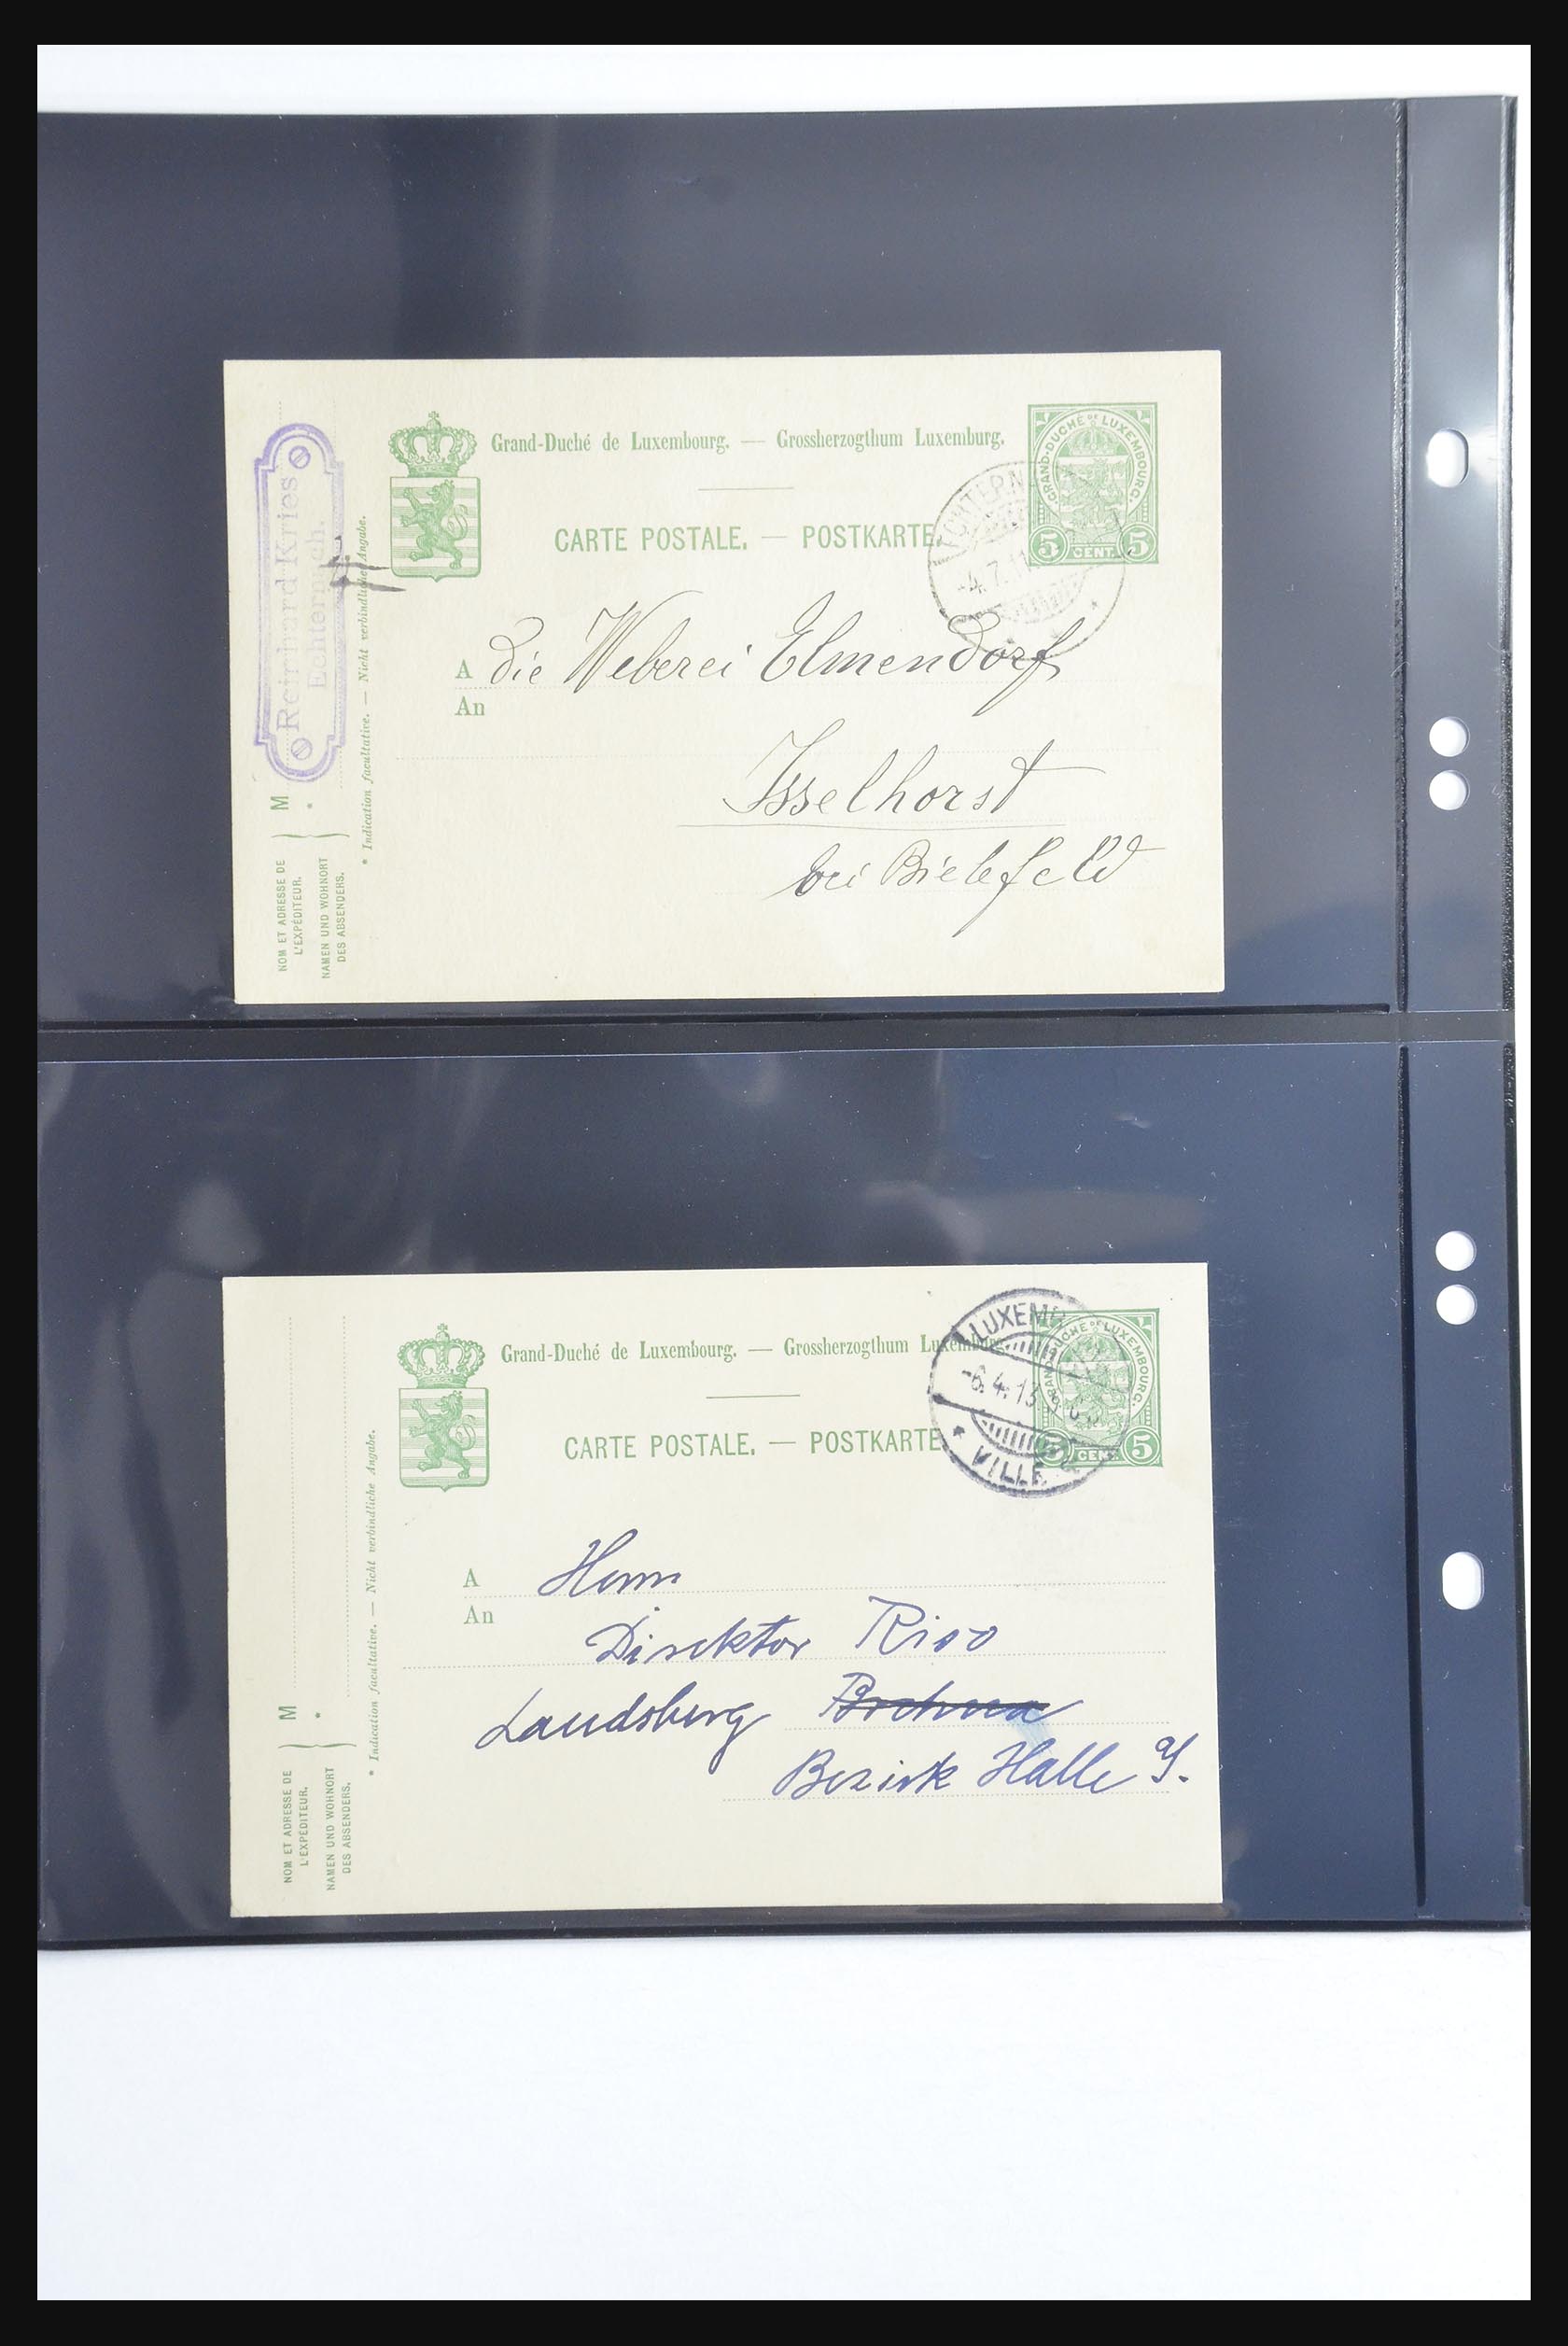 Grand-Duché de Luxembourg. — Grossherzogthum Luxemburg.
GRAND-DUCHÉ DE LUXEMBOURG.
5 CENT. 5
CARTE POSTALE. — POSTKARTE.
-4.7.11
A die Weberei Elmendorf
An
Isselhorst
bei Bielefeld
Reinhard Kries
Echternach.
M
*
NOM ET ADRESSE DE
L'EXPÉDITEUR.
NAMEN UND WOHNORT
DES ABSENDERS.
* Indication facultative. — Nicht verbindliche Angabe.
Grand-Duché de Luxembourg. — Grossherzogthum Luxemburg.
GRAND-DUCHÉ DE LUXEMBOURG.
5 CENT. 5
CARTE POSTALE. — POSTKARTE
-6.4.13
* VILLE
A Herrn
An
Direktor
Landsberg
Bezirk Halle
M
*
NOM ET ADRESSE DE
L'EXPÉDITEUR.
NAMEN UND WOHNORT
DES ABSENDERS.
* Indication facultative. — Nicht verbindliche Angabe.